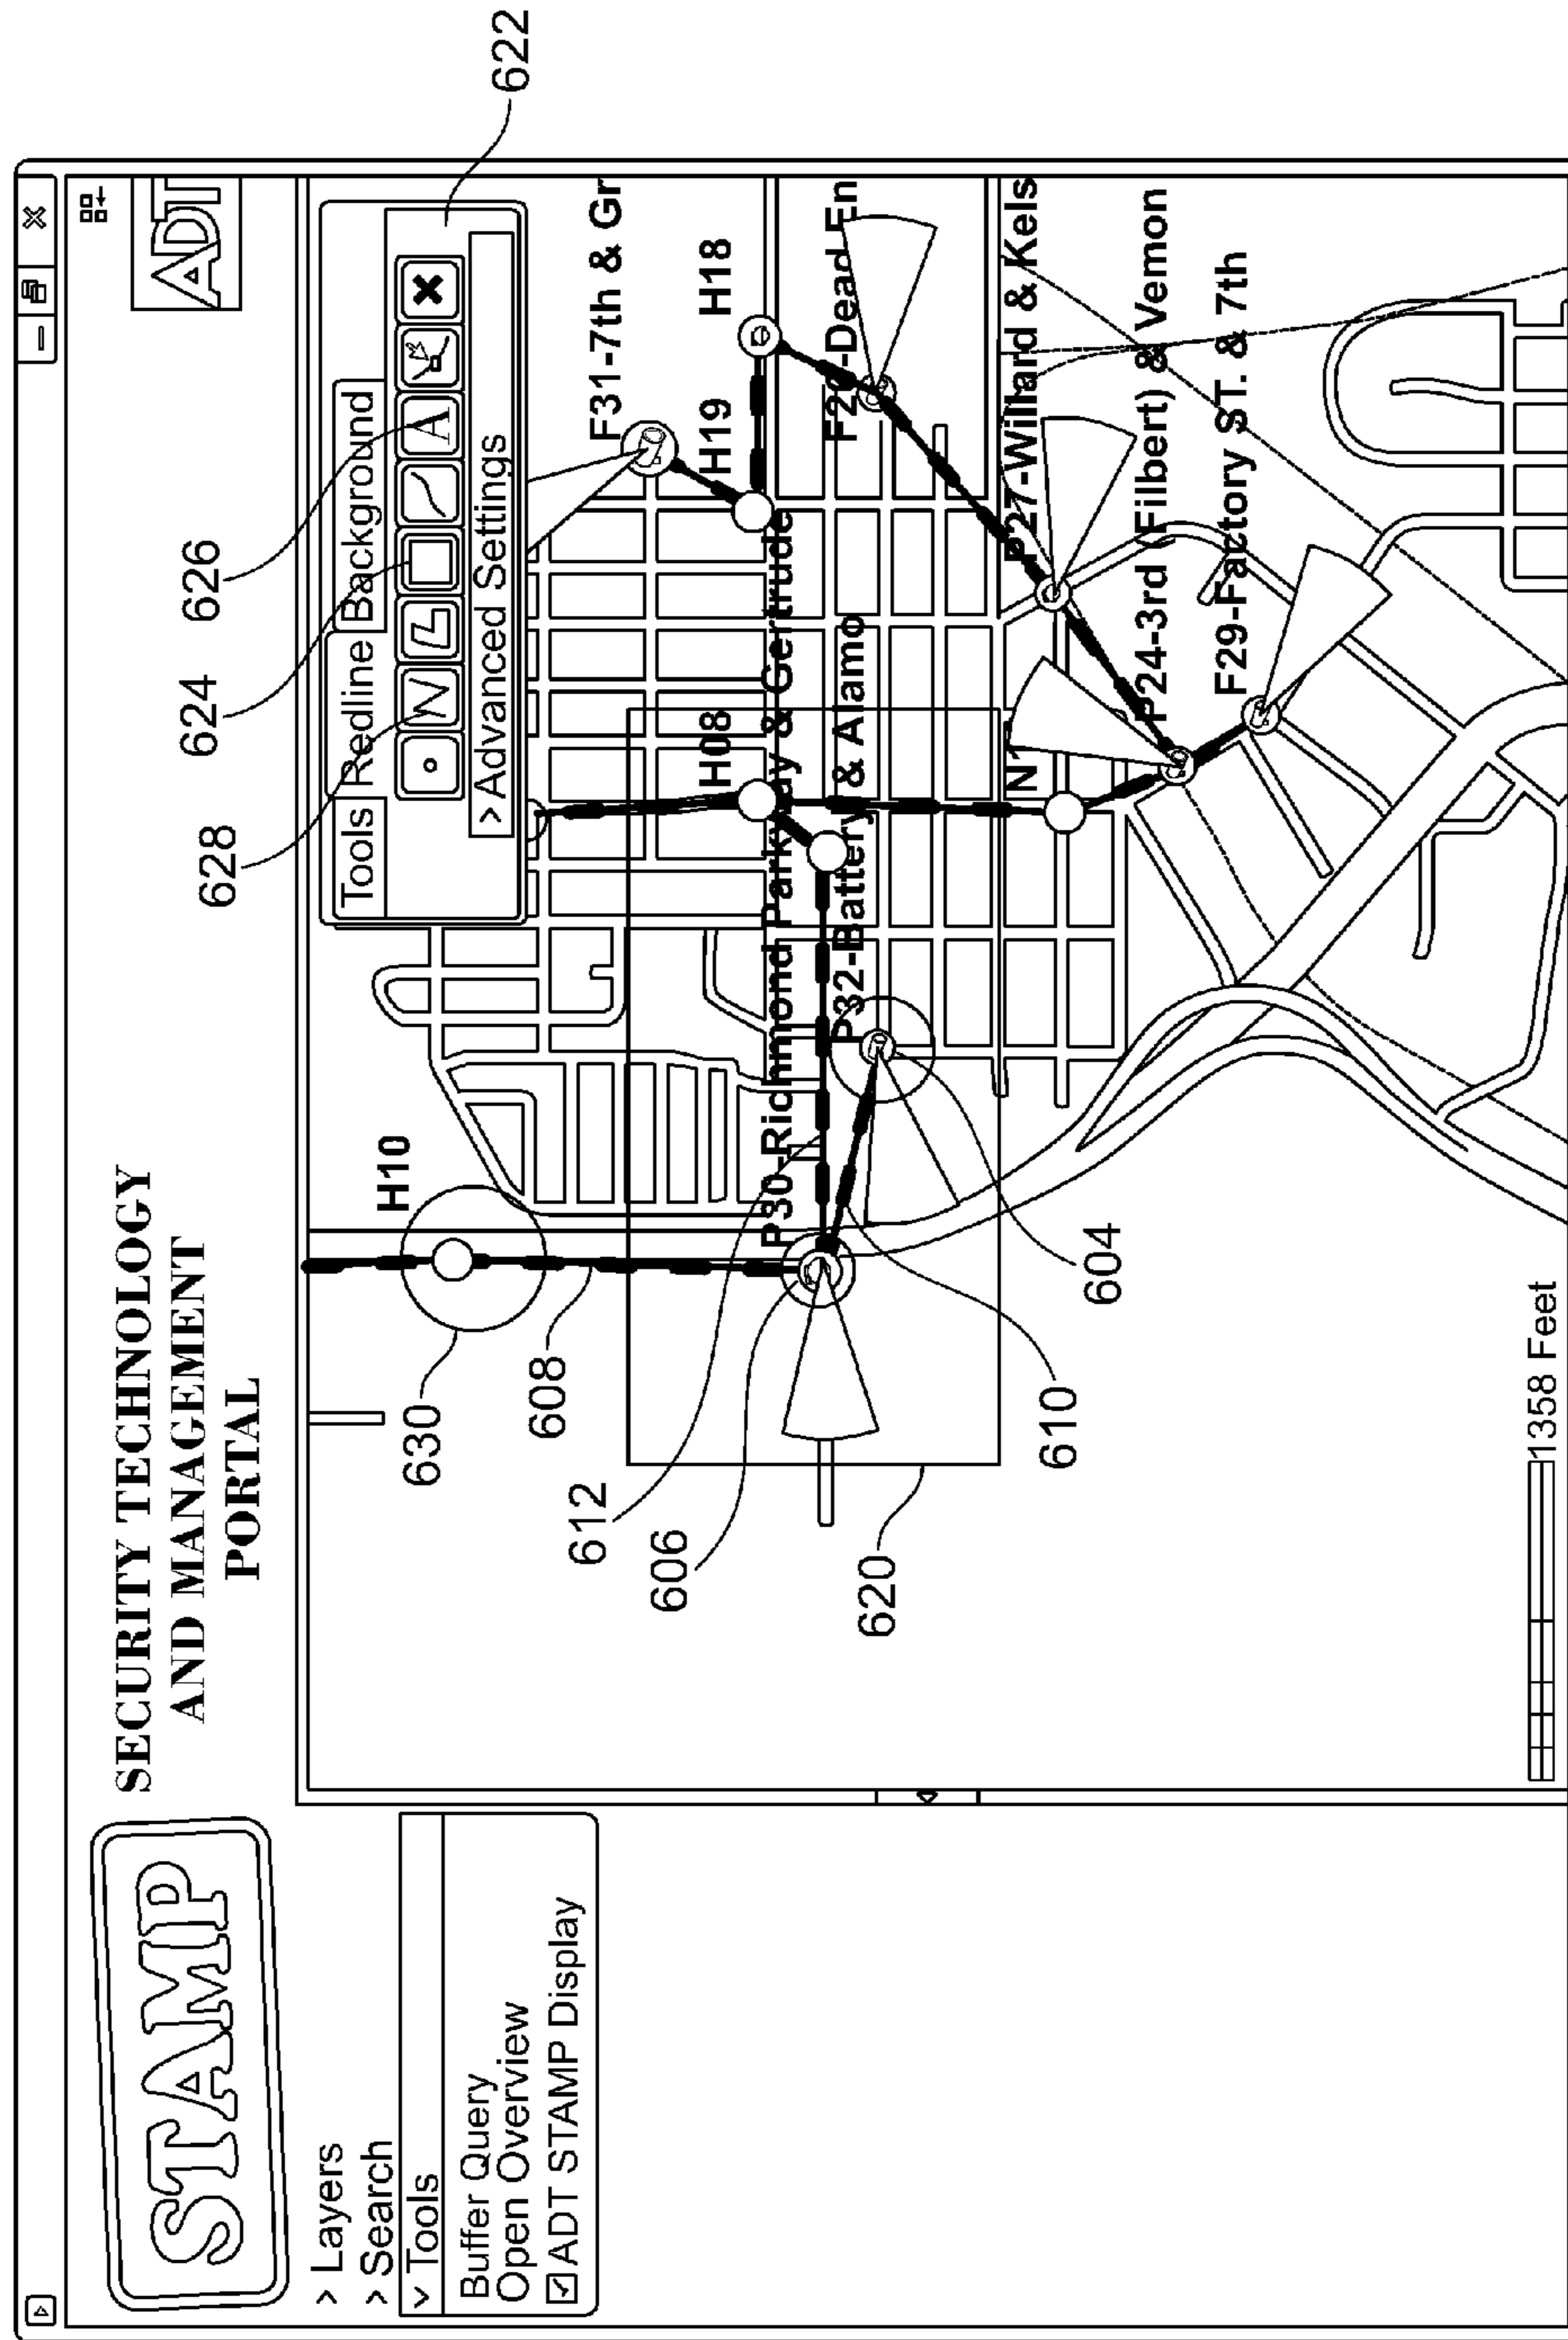 STAMP
SECURITY TECHNOLOGY
AND MANAGEMENT
PORTAL
ADT
> Layers
> Search
v Tools
Buffer Query
Open Overview
ADT STAMP Display
Tools Redline Background
A
> Advanced Settings
622
624
626
628
H10
630
608
612
606
620
610
604
F31-7th & Gr
H08
H19
H18
P30-Richmond Parkway & Gertrude
P32-Battery & Alamo
Dead En
P27-Willard & Kels
P24-3rd (Filbert) & Vernon
F29-Factory ST. & 7th
1358 Feet